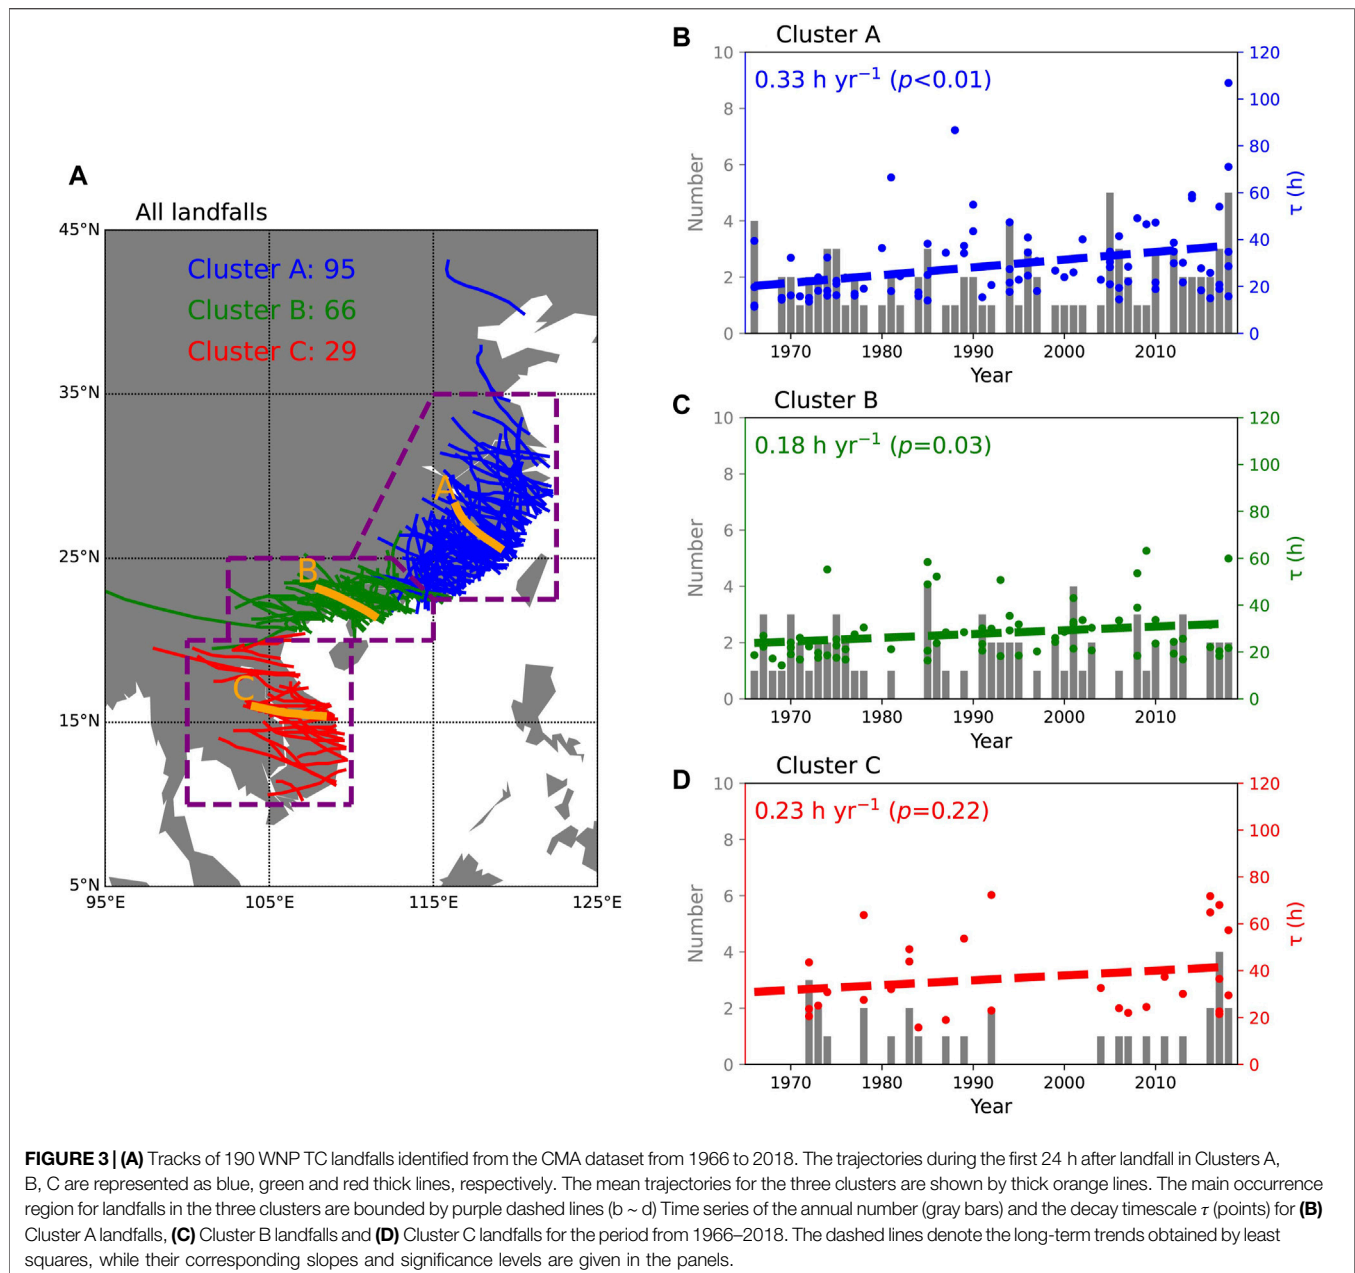 A
All landfalls
45°N
35°N
25°N
15°N
5°N
95°E
105°E
115°E
125°E
Cluster A: 95
Cluster B: 66
Cluster C: 29
A
B
C
B
Cluster A
0.33 h yr⁻¹ (p<0.01)
10
8
6
4
2
0
Number
120
100
80
60
40
20
0
τ (h)
1970
1980
1990
2000
2010
Year
C
Cluster B
0.18 h yr⁻¹ (p=0.03)
10
8
6
4
2
0
Number
120
100
80
60
40
20
0
τ (h)
1970
1980
1990
2000
2010
Year
D
Cluster C
0.23 h yr⁻¹ (p=0.22)
10
8
6
4
2
0
Number
120
100
80
60
40
20
0
τ (h)
1970
1980
1990
2000
2010
Year
FIGURE 3 | (A) Tracks of 190 WNP TC landfalls identified from the CMA dataset from 1966 to 2018. The trajectories during the first 24 h after landfall in Clusters A,
B, C are represented as blue, green and red thick lines, respectively. The mean trajectories for the three clusters are shown by thick orange lines. The main occurrence
region for landfalls in the three clusters are bounded by purple dashed lines (b ~ d) Time series of the annual number (gray bars) and the decay timescale τ (points) for (B)
Cluster A landfalls, (C) Cluster B landfalls and (D) Cluster C landfalls for the period from 1966–2018. The dashed lines denote the long-term trends obtained by least
squares, while their corresponding slopes and significance levels are given in the panels.